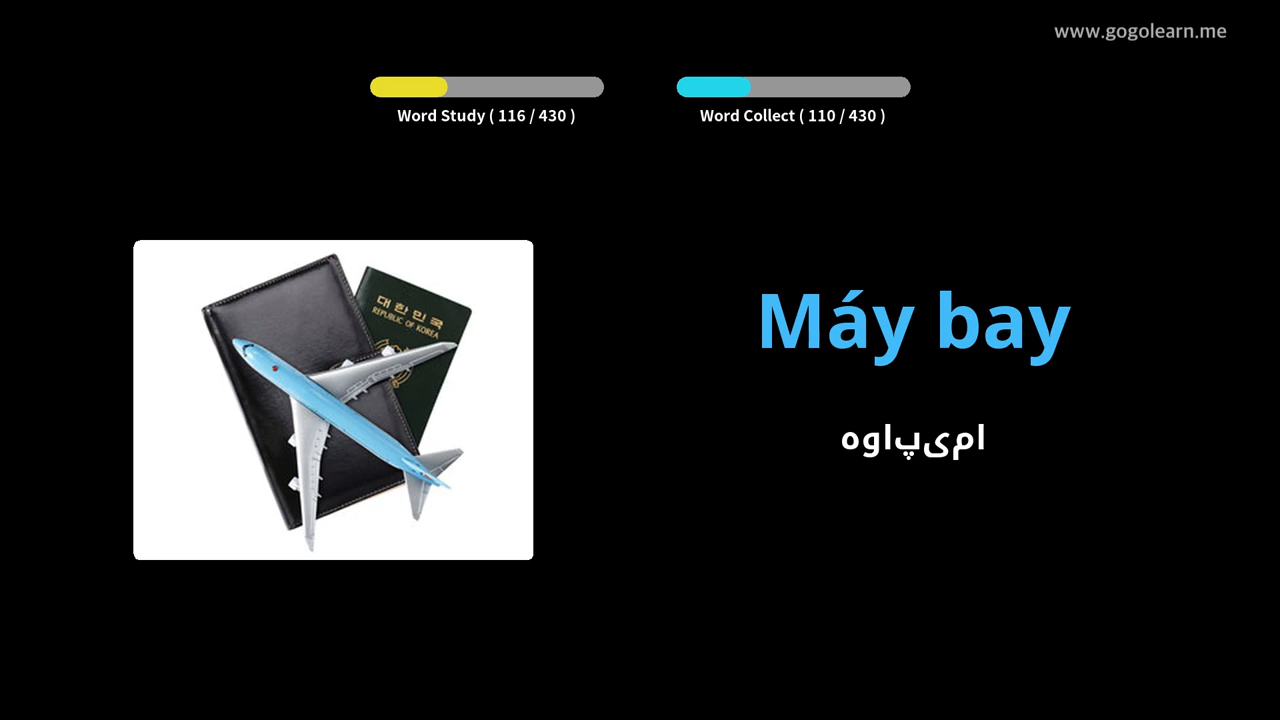 www.gogolearn.me
Word Study ( 116 / 430 )
Word Collect ( 110 / 430 )
대한민국
REPUBLIC OF KOREA
Máy bay
هواپیما